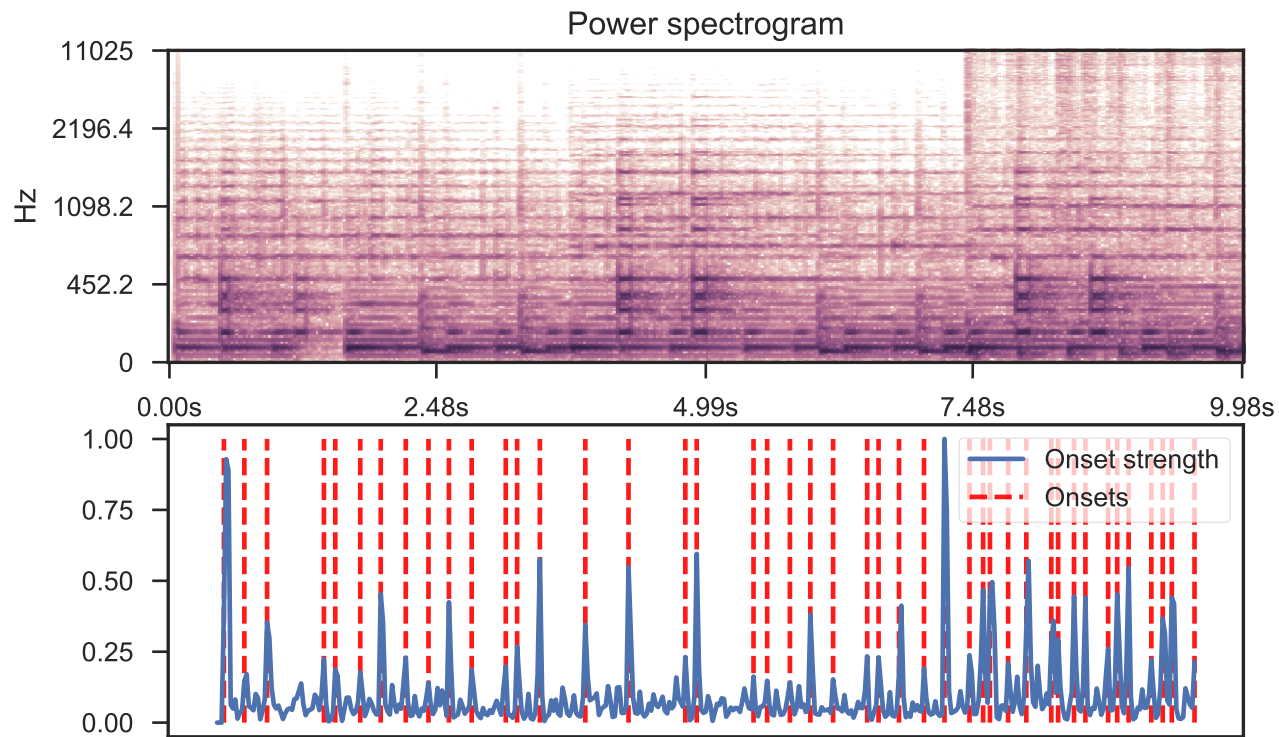 Power spectrogram
11025
2196.4
1098.2
452.2
0
Hz
0.00s 2.48s 4.99s 7.48s 9.98s
1.00
0.75
0.50
0.25
0.00
Onset strength
Onsets